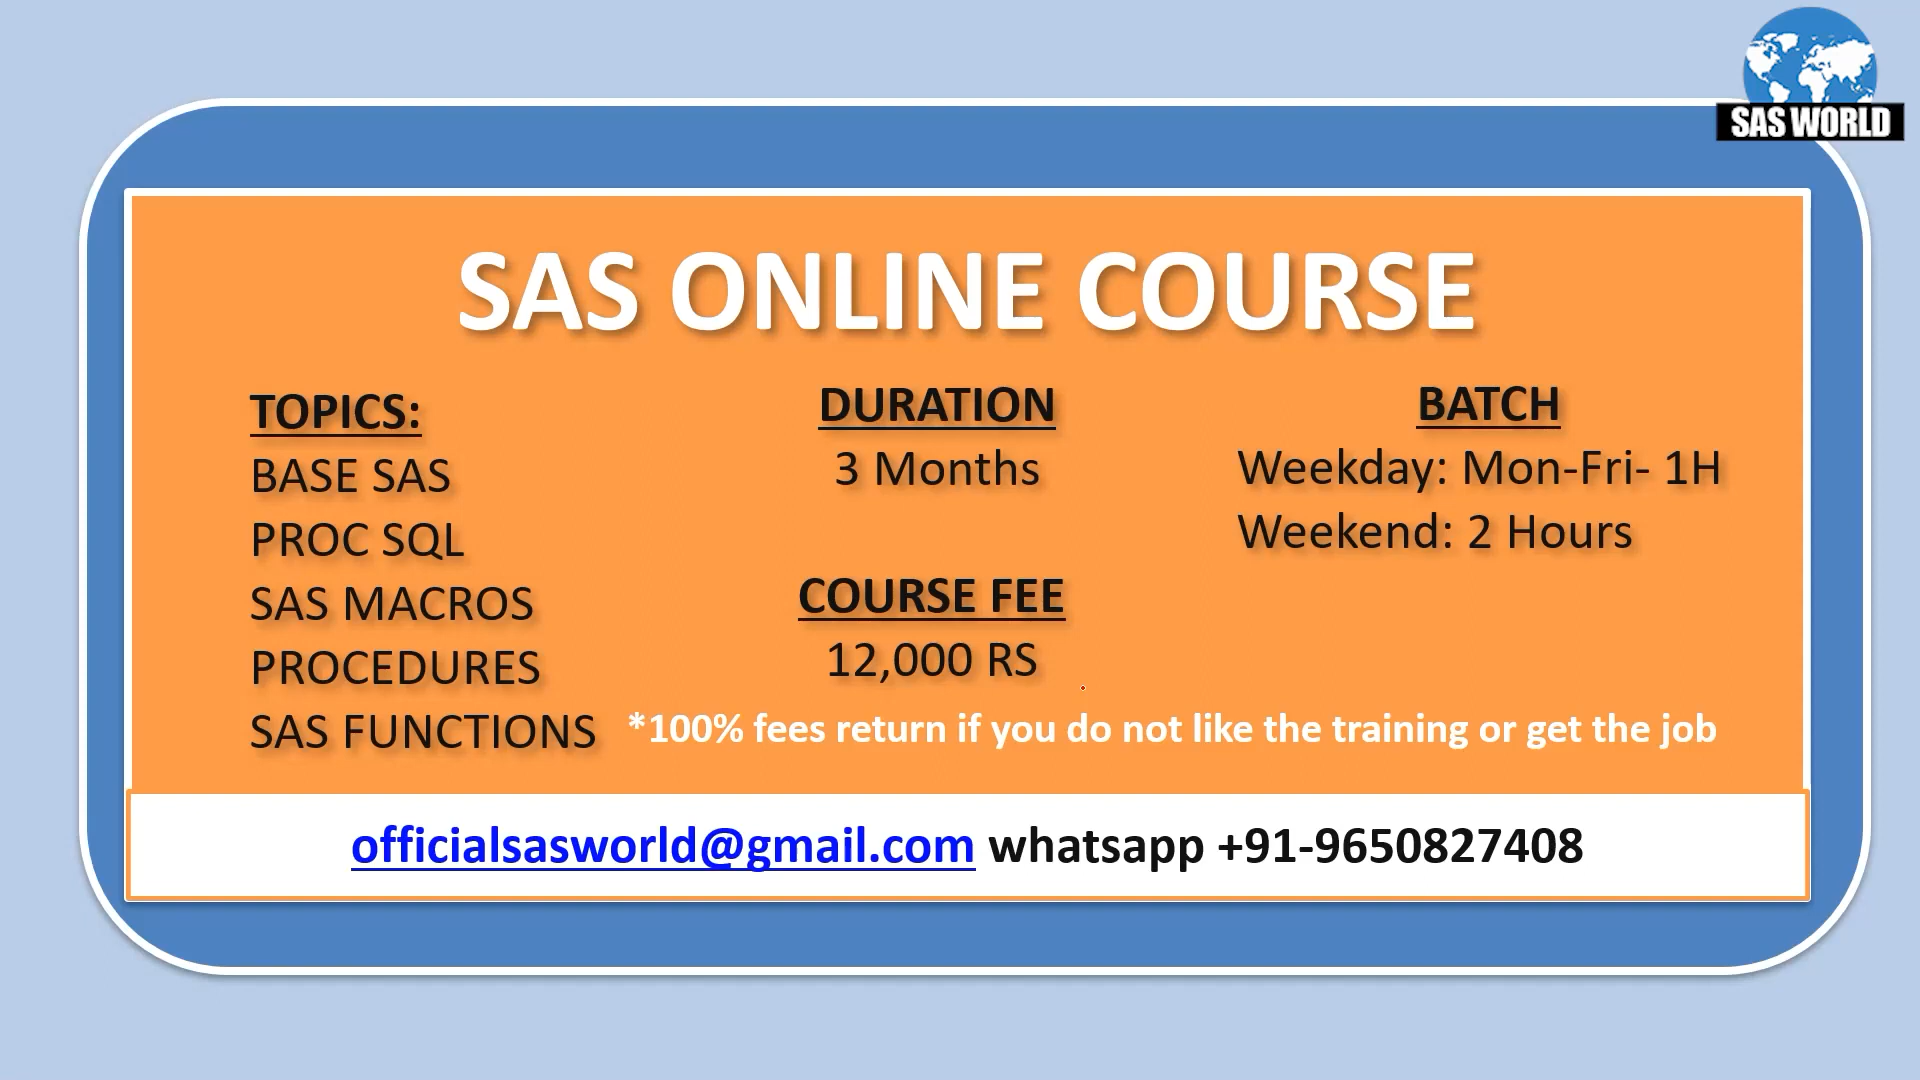 SAS WORLD
SAS ONLINE COURSE
TOPICS:
BASE SAS
PROC SQL
SAS MACROS
PROCEDURES
SAS FUNCTIONS
DURATION
3 Months
COURSE FEE
12,000 RS
BATCH
Weekday: Mon-Fri- 1H
Weekend: 2 Hours
*100% fees return if you do not like the training or get the job
officialsasworld@gmail.com whatsapp +91-9650827408